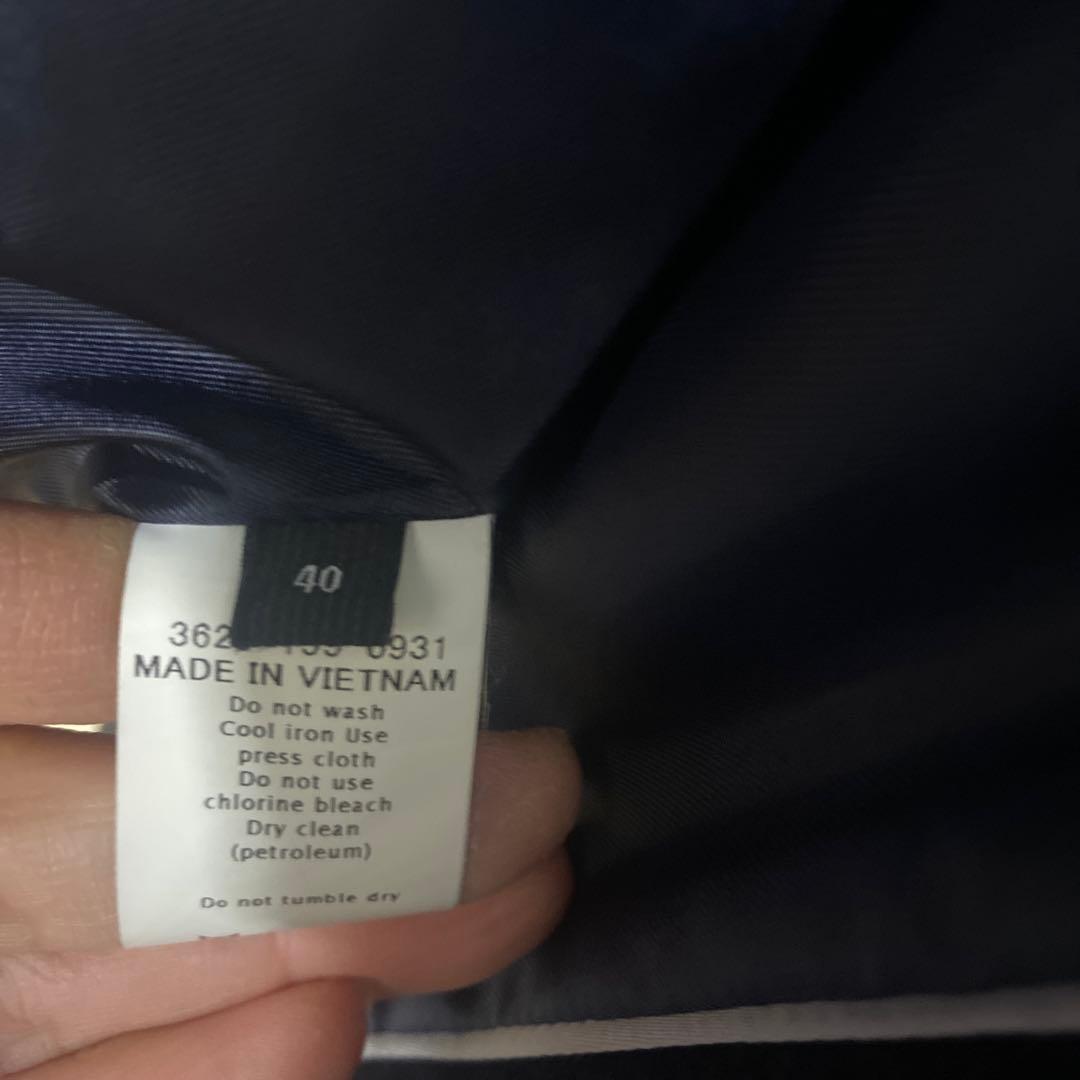 40
MADE IN VIETNAM
Do not wash
Cool iron Use
press cloth
Do not use
chlorine bleach
Dry clean
(petroleum)
Do not tumble dry